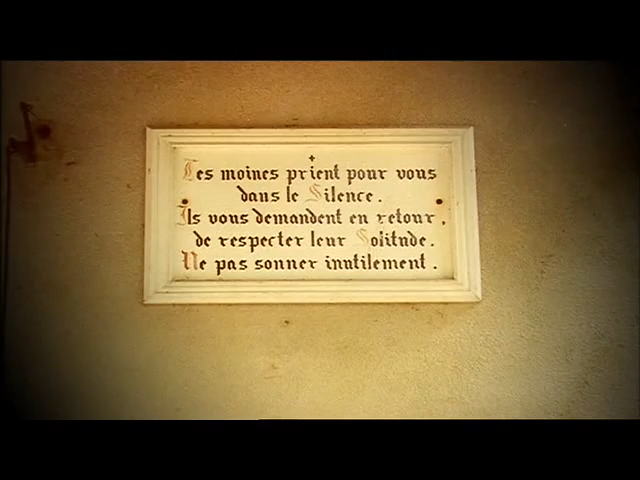 Les moines prient pour vous
dans le Silence.
Ils vous demandent en retour,
de respecter leur Solitude.
Ne pas sonner inutilement.